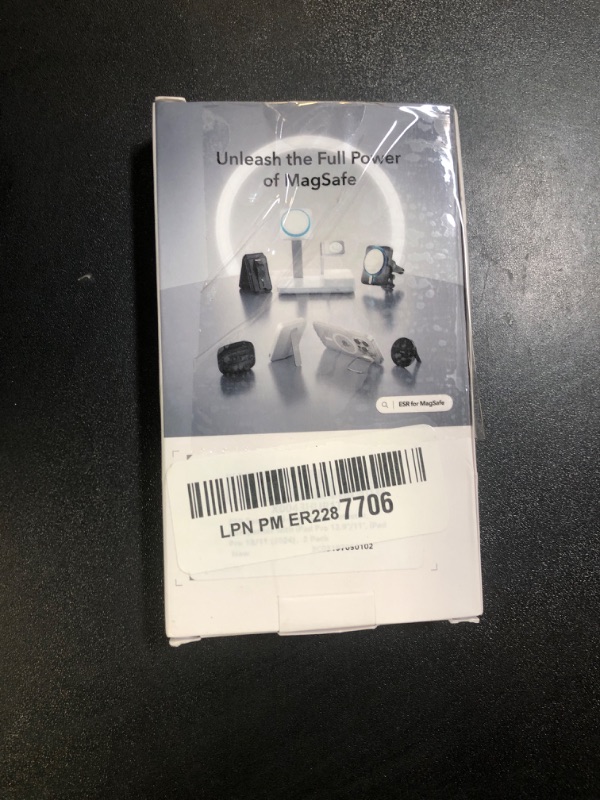 Unleash the Full Power
of MagSafe
ESR for MagSafe
LPN PM ER2287706